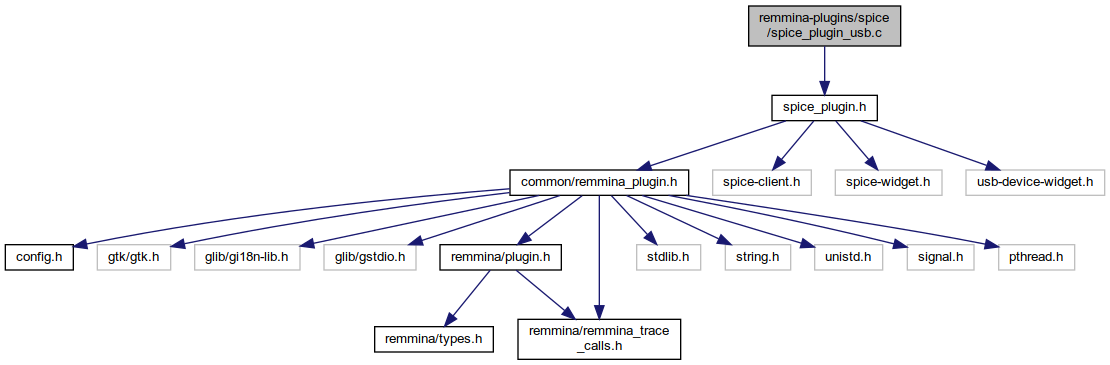 remmina-plugins/spice
/spice_plugin_usb.c
spice_plugin.h
common/remmina_plugin.h
spice-client.h
spice-widget.h
usb-device-widget.h
config.h
gtk/gtk.h
glib/gi18n-lib.h
glib/gstdio.h
remmina/plugin.h
stdlib.h
string.h
unistd.h
signal.h
pthread.h
remmina/types.h
remmina/remmina_trace
_calls.h